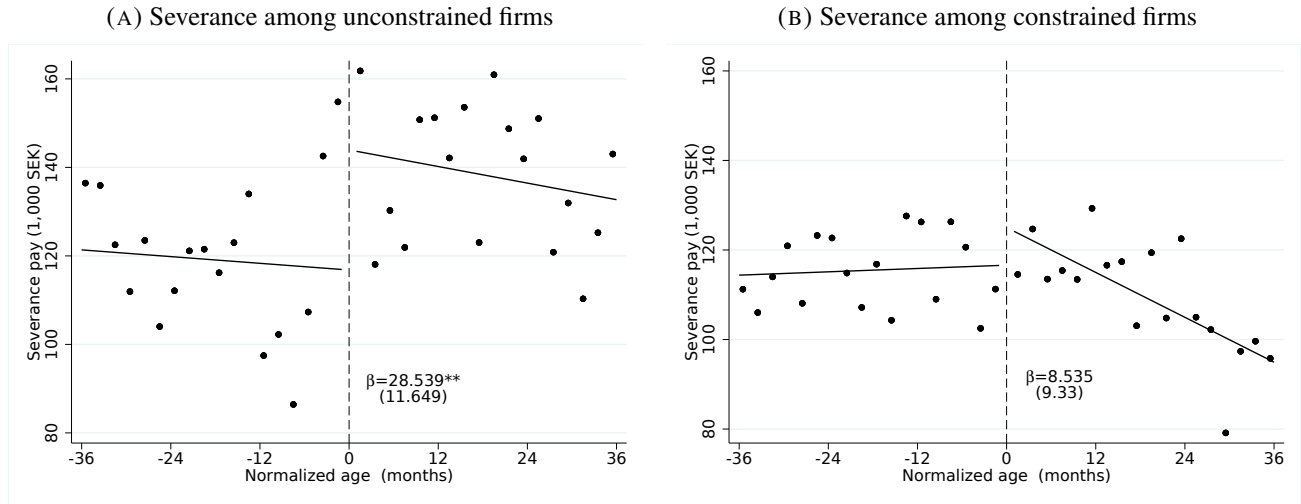 (A) Severance among unconstrained firms
Severance pay (1,000 SEK)
160
140
120
100
80
β=28.539**
(11.649)
-36 -24 -12 0 12 24 36
Normalized age (months)
(B) Severance among constrained firms
Severance pay (1,000 SEK)
160
140
120
100
80
β=8.535
(9.33)
-36 -24 -12 0 12 24 36
Normalized age (months)